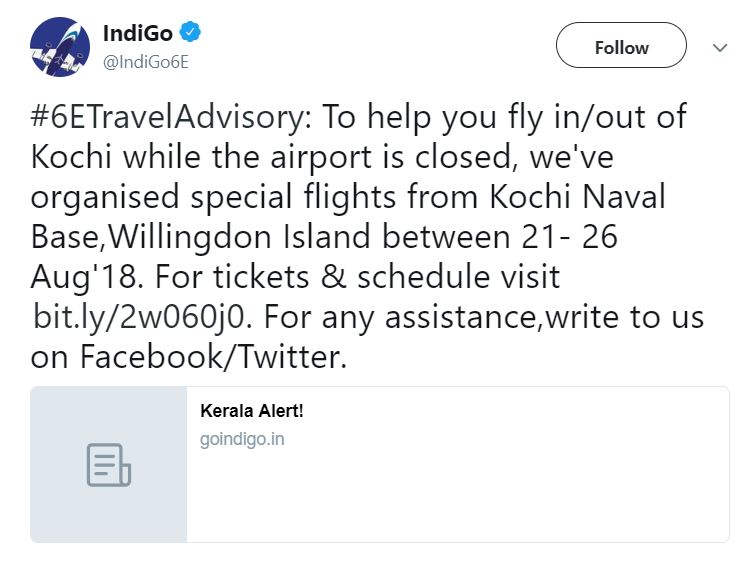 IndiGo
@IndiGo6E
Follow
#6ETravelAdvisory: To help you fly in/out of
Kochi while the airport is closed, we've
organised special flights from Kochi Naval
Base,Willingdon Island between 21- 26
Aug'18. For tickets & schedule visit
bit.ly/2w060j0. For any assistance,write to us
on Facebook/Twitter.
Kerala Alert!
goindigo.in